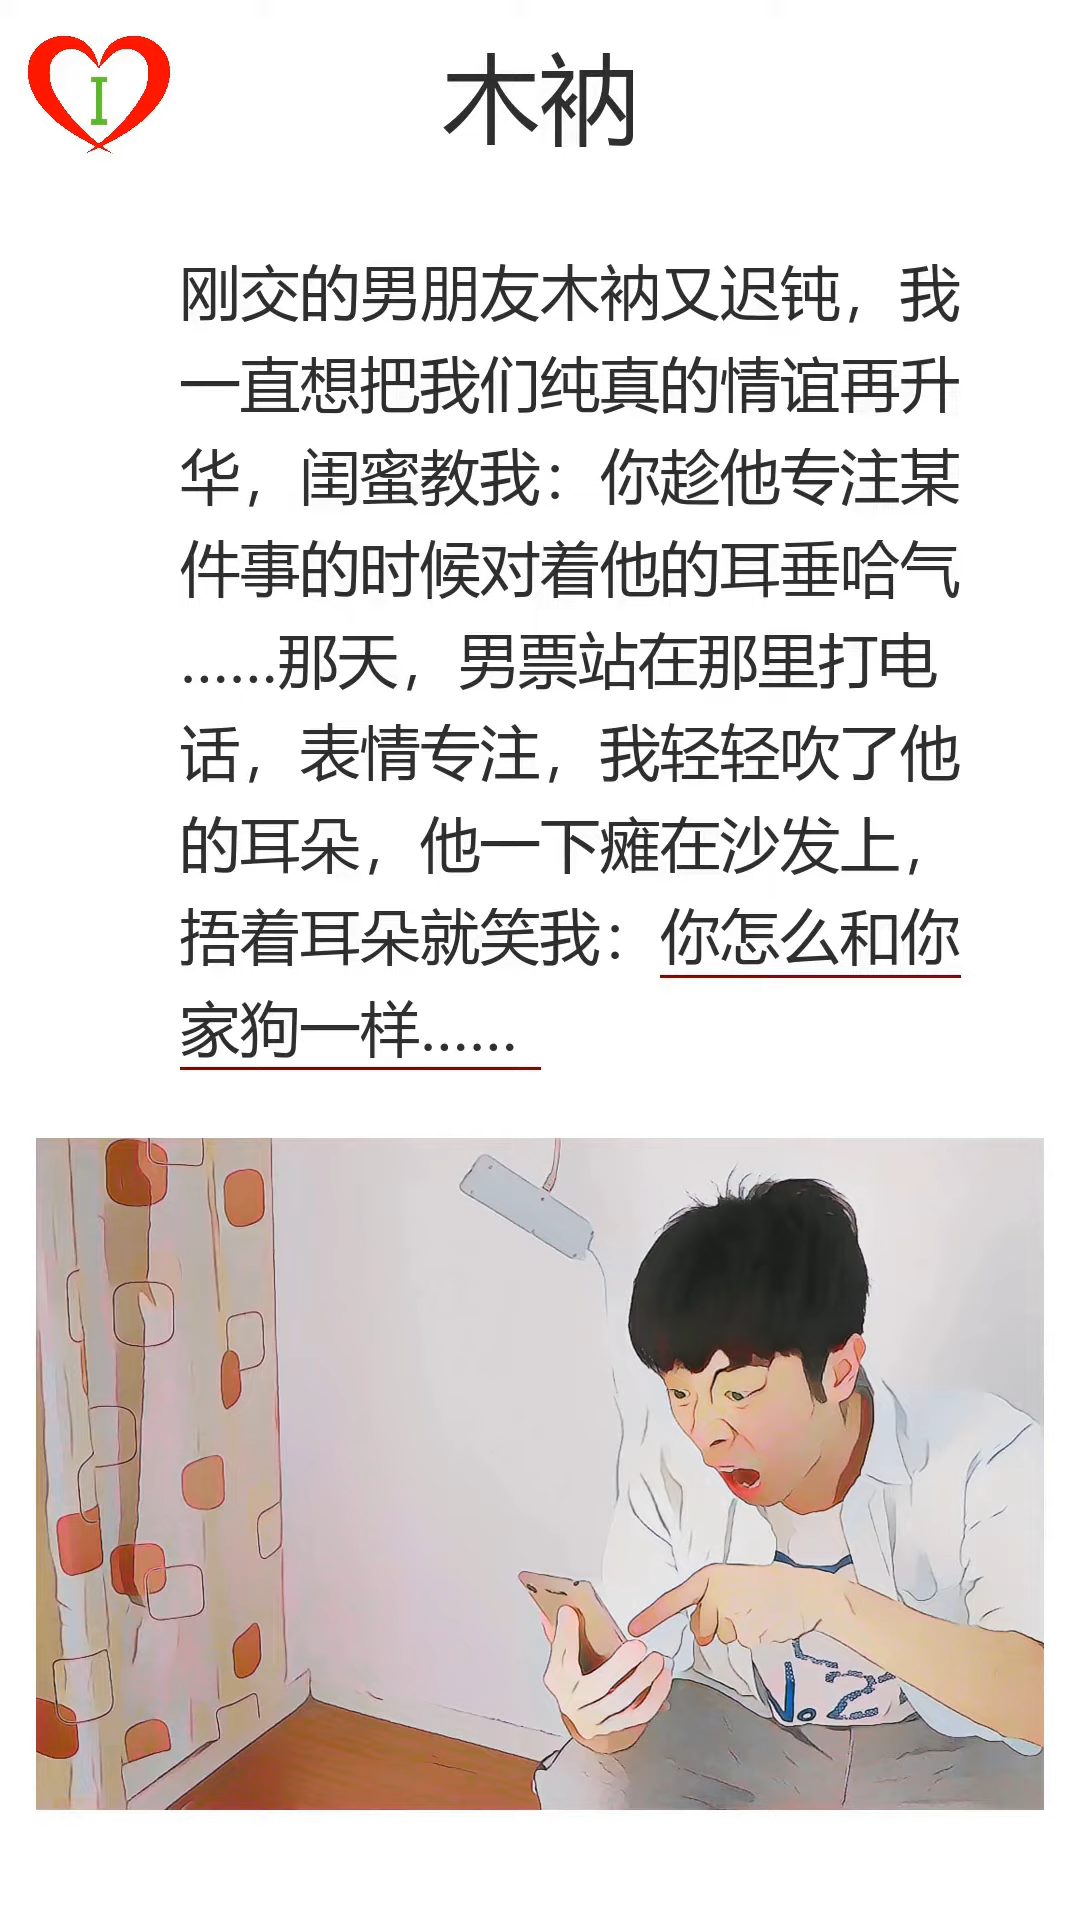 I
木衲
刚交的男朋友木衲又迟钝，我
一直想把我们纯真的情谊再升
华，闺蜜教我：你趁他专注某
件事的时候对着他的耳垂哈气
……那天，男票站在那里打电
话，表情专注，我轻轻吹了他
的耳朵，他一下瘫在沙发上，
捂着耳朵就笑我：你怎么和你
家狗一样……